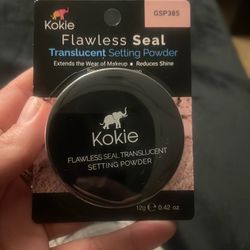 Kokie
GSP385
Flawless Seal
Translucent Setting Powder
Extends the Wear of Makeup • Reduces Shine
Kokie
FLAWLESS SEAL TRANSLUCENT
SETTING POWDER
12g ℮ 0.42 oz